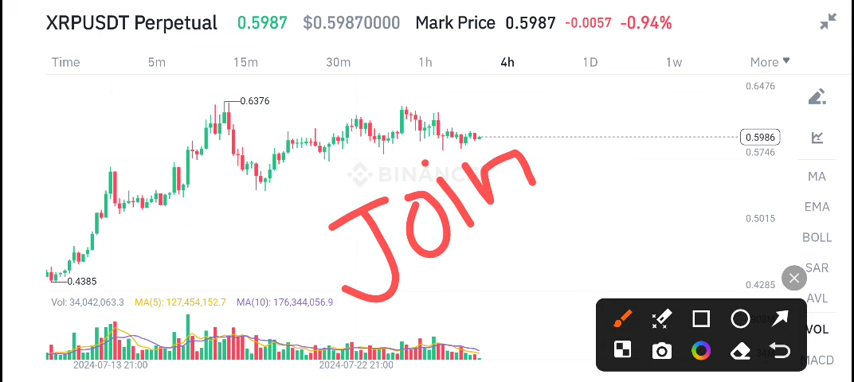 XRPUSDT Perpetual 0.5987 $0.59870000 Mark Price 0.5987 -0.0057 -0.94%
Time 5m 15m 30m 1h 4h 1D 1w More
0.6476
0.6376
0.5986
0.5746
BINANCE
MA
EMA
Join
0.5015
BOLL
SAR
0.4385
0.4285
AVL
Vol: 34,042,063.3 MA(5): 127,454,152.7 MA(10): 176,344,056.9
VOL
MACD
2024-07-13 21:00 2024-07-22 21:00